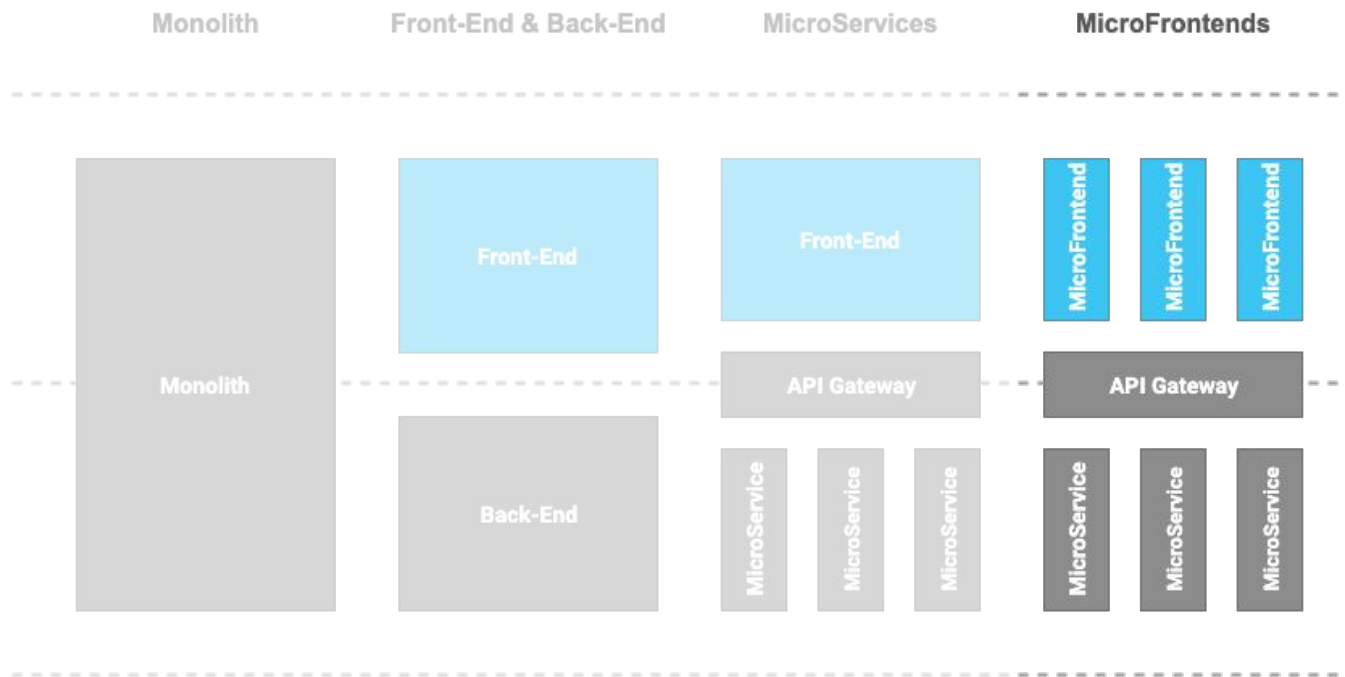 Monolith
Front-End & Back-End
MicroServices
MicroFrontends
Monolith
Front-End
Back-End
Front-End
API Gateway
MicroService
MicroService
MicroService
MicroFrontend
MicroFrontend
MicroFrontend
API Gateway
MicroService
MicroService
MicroService